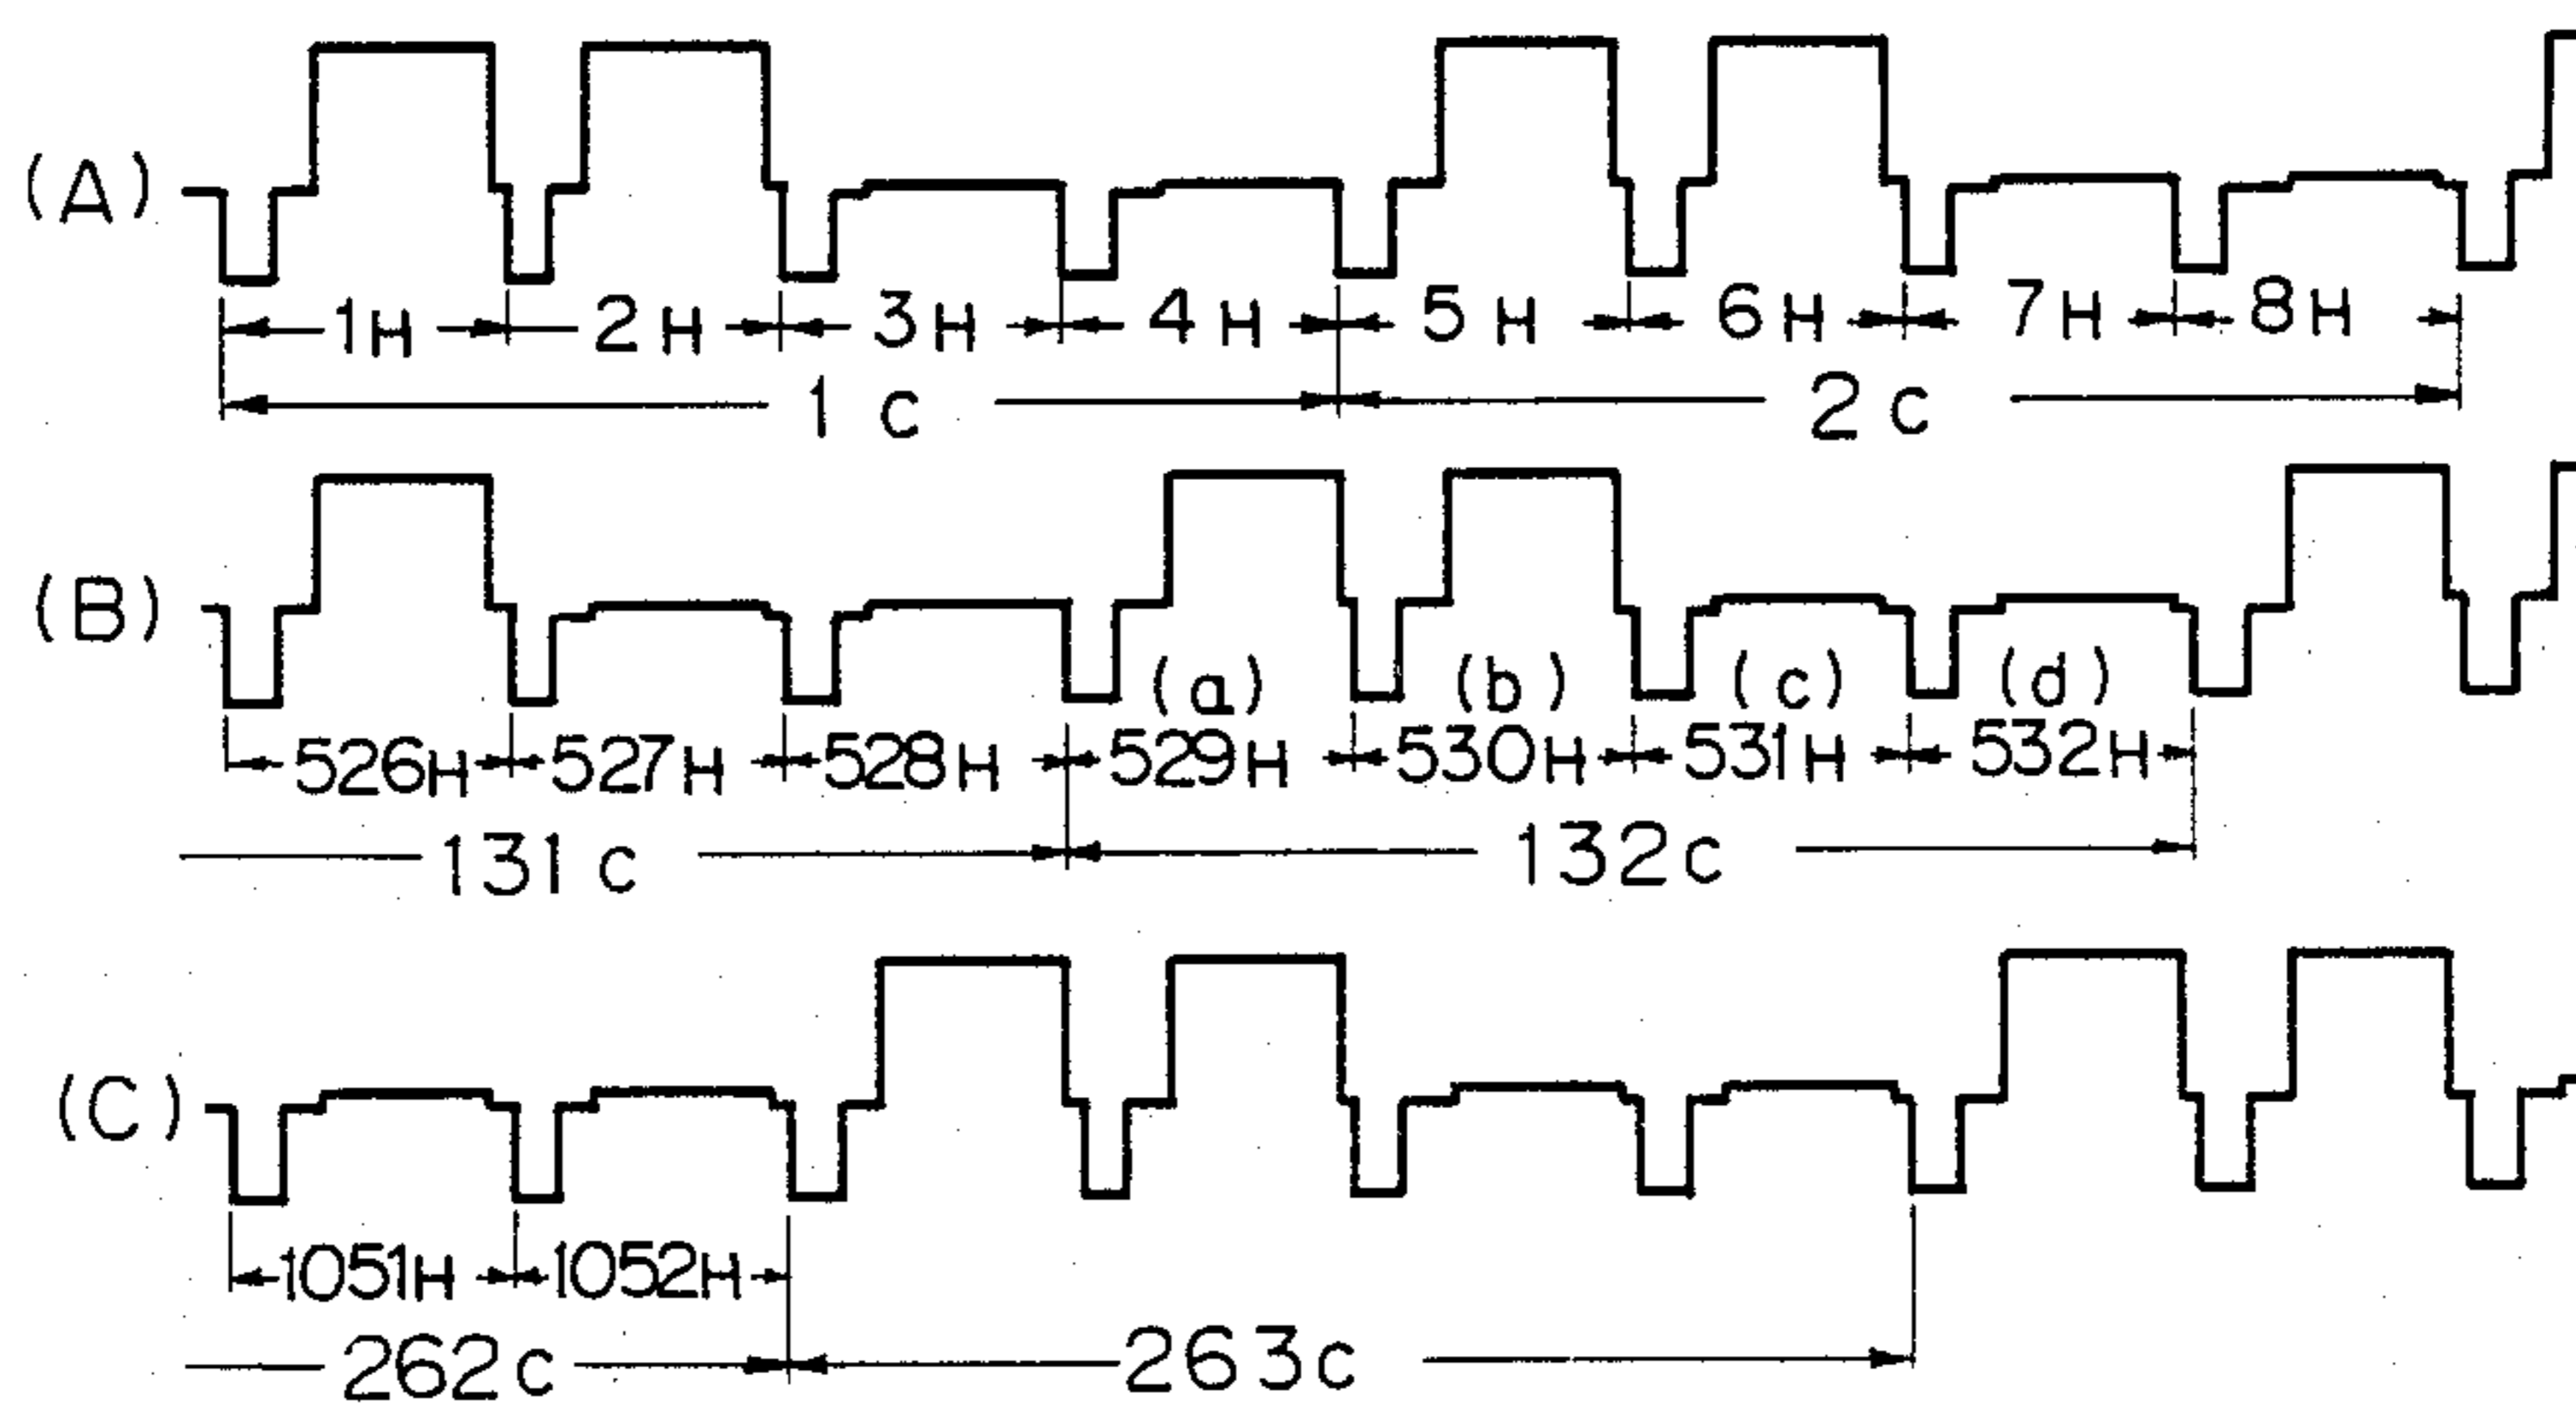 (A)
1H 2H 3H 4H 5H 6H 7H 8H
1c 2c
(B)
(a) (b) (c) (d)
526H 527H 528H 529H 530H 531H 532H
131c 132c
(C)
1051H 1052H
262c 263c